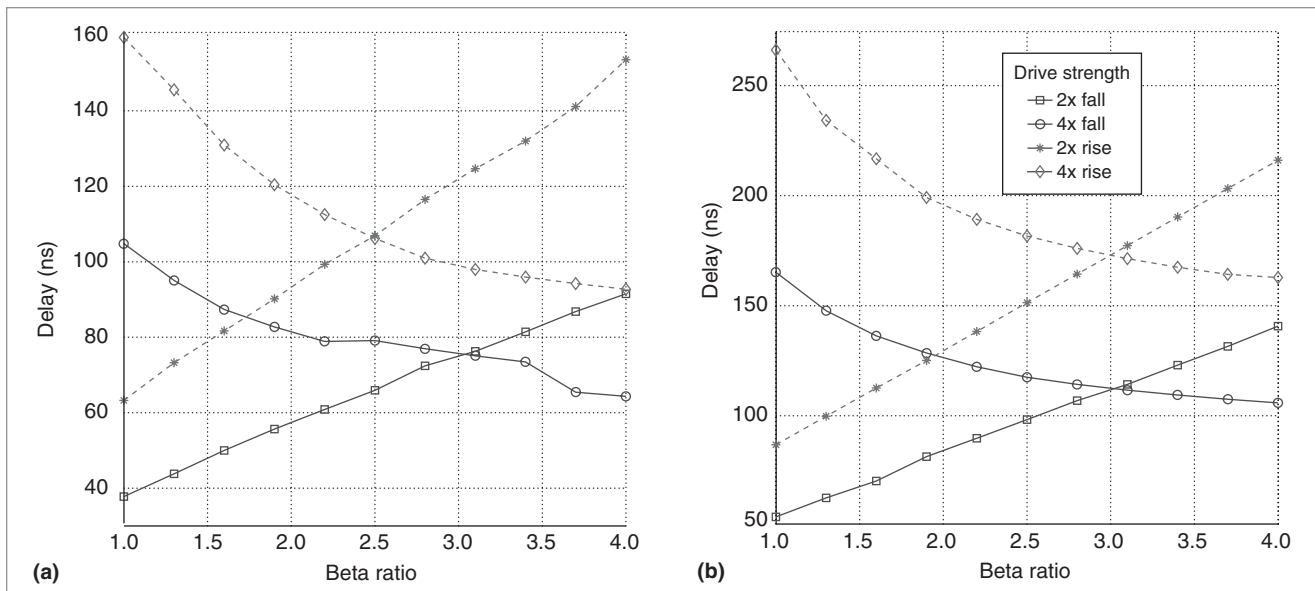 160
140
120
100
80
60
40
Delay (ns)
1.0 1.5 2.0 2.5 3.0 3.5 4.0
Beta ratio
(a)
250
200
150
100
50
Delay (ns)
Drive strength
2x fall
4x fall
2x rise
4x rise
1.0 1.5 2.0 2.5 3.0 3.5 4.0
Beta ratio
(b)